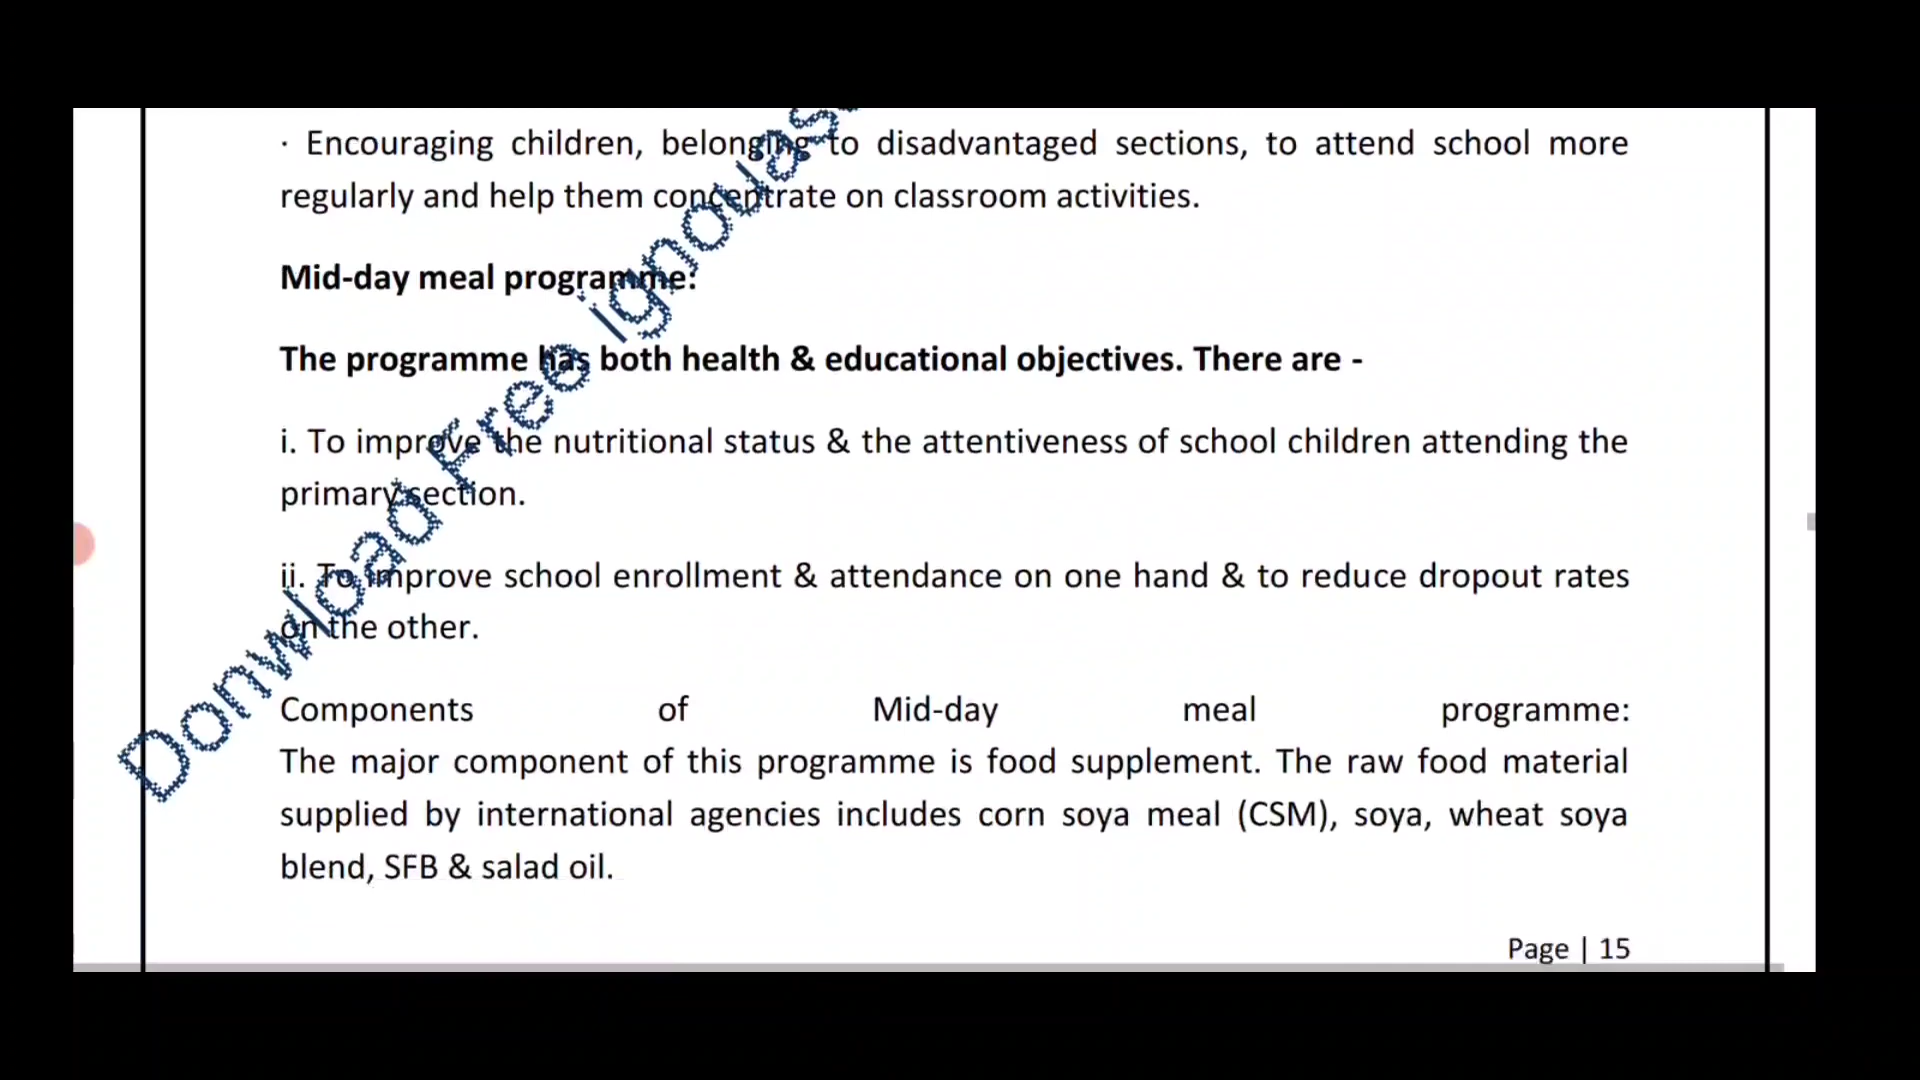 · Encouraging children, belonging to disadvantaged sections, to attend school more
regularly and help them concentrate on classroom activities.
Mid-day meal programme:
The programme has both health & educational objectives. There are -
i. To improve the nutritional status & the attentiveness of school children attending the
primary section.
ii. To improve school enrollment & attendance on one hand & to reduce dropout rates
on the other.
Components of Mid-day meal programme:
The major component of this programme is food supplement. The raw food material
supplied by international agencies includes corn soya meal (CSM), soya, wheat soya
blend, SFB & salad oil.
Page | 15
Donwload Free ignouas